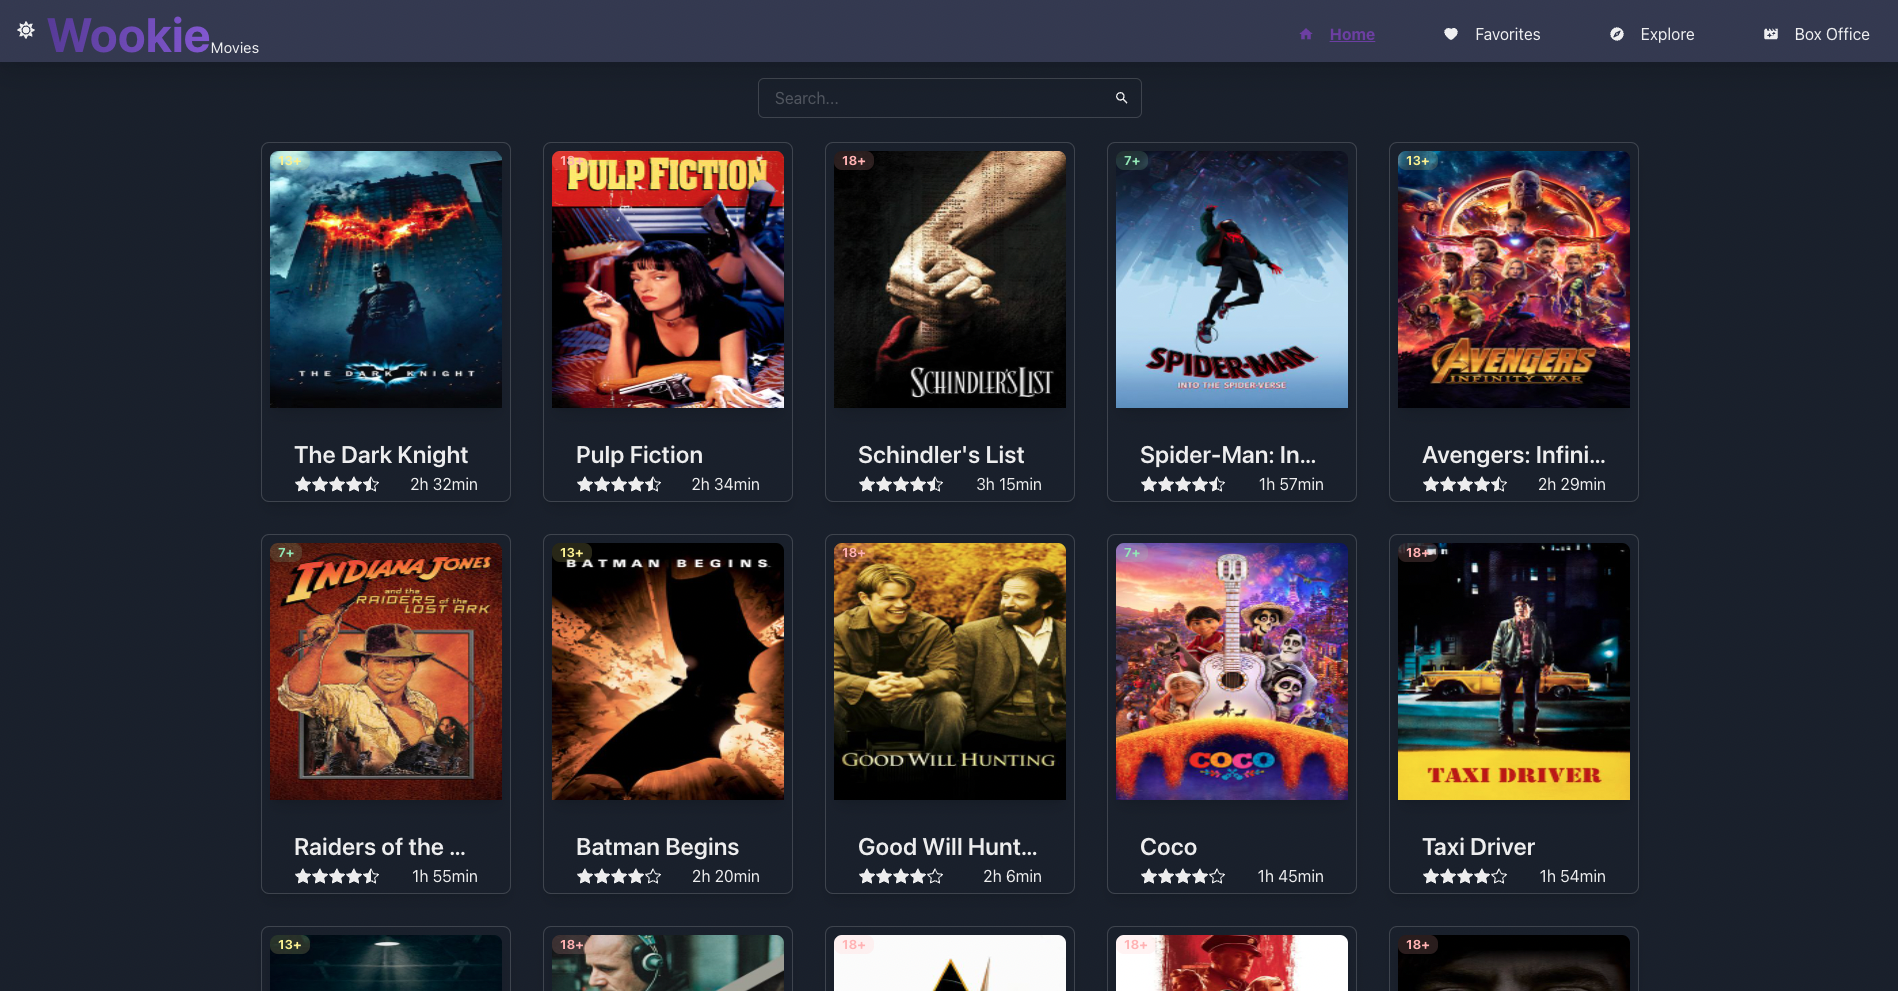 Wookie Movies
Home
Favorites
Explore
Box Office
Search...
13+
THE DARK KNIGHT
The Dark Knight
2h 32min
18+
PULP FICTION
Pulp Fiction
2h 34min
18+
SCHINDLER'S LIST
Schindler's List
3h 15min
7+
SPIDER-MAN
INTO THE SPIDER-VERSE
Spider-Man: In...
1h 57min
13+
AVENGERS
INFINITY WAR
Avengers: Infini...
2h 29min
7+
INDIANA JONES
and the
RAIDERS of the
LOST ARK
Raiders of the ...
1h 55min
13+
BATMAN BEGINS
Batman Begins
2h 20min
18+
GOOD WILL HUNTING
Good Will Hunt...
2h 6min
7+
COCO
Coco
1h 45min
18+
TAXI DRIVER
Taxi Driver
1h 54min
13+
18+
18+
18+
18+